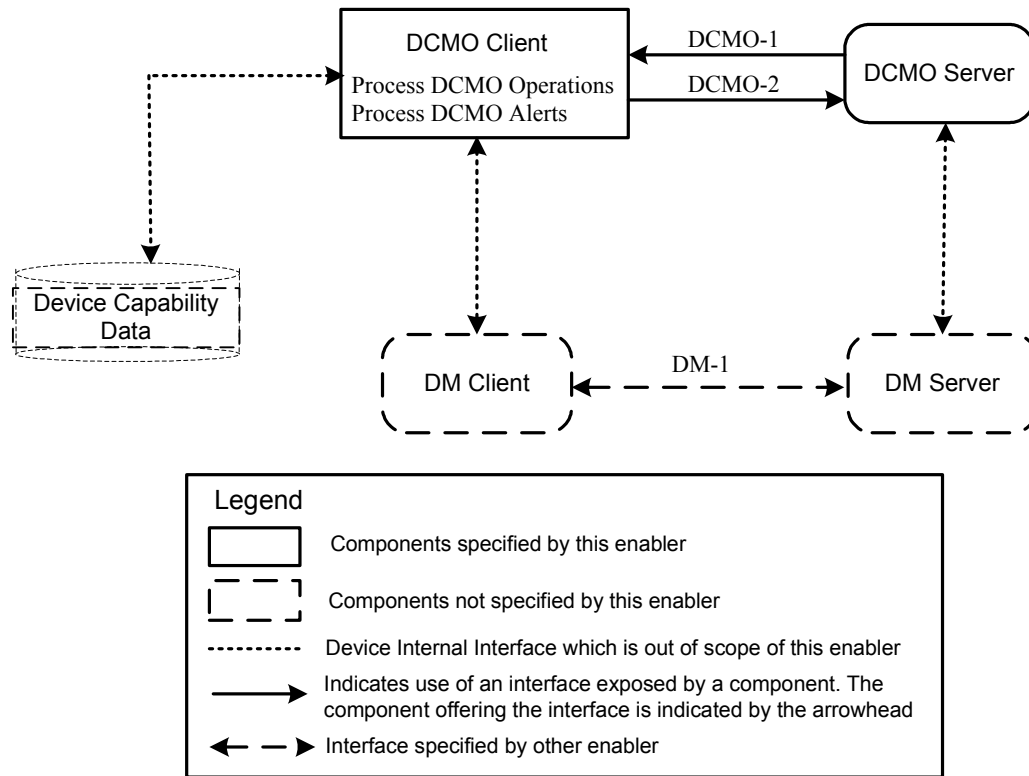 DCMO Client
Process DCMO Operations
Process DCMO Alerts
DCMO-1
DCMO-2
DCMO Server
Device Capability
Data
DM Client
DM-1
DM Server
Legend
Components specified by this enabler
Components not specified by this enabler
Device Internal Interface which is out of scope of this enabler
Indicates use of an interface exposed by a component. The
component offering the interface is indicated by the arrowhead
Interface specified by other enabler